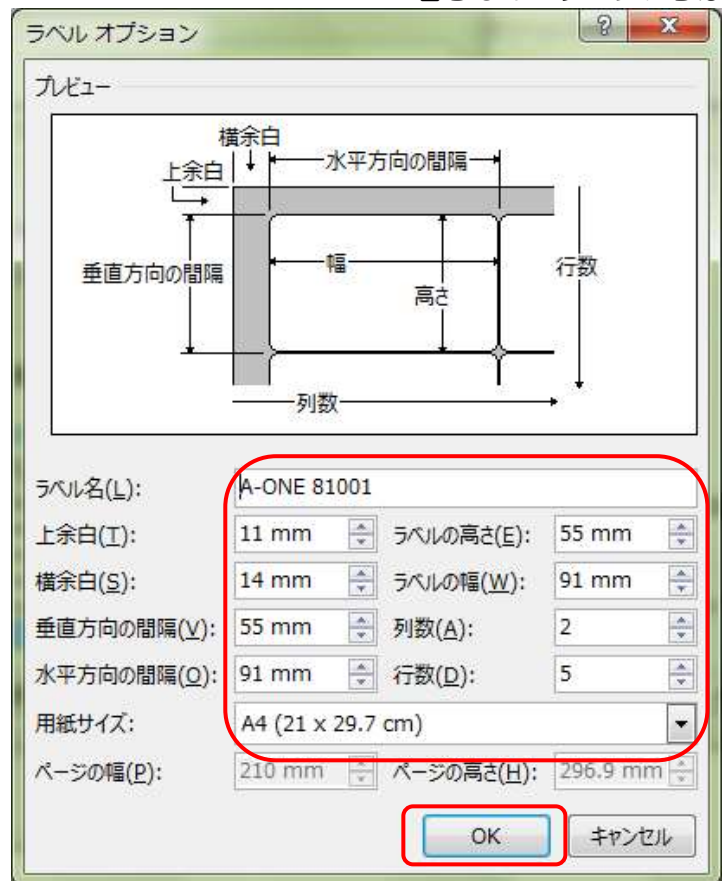 ラベル オプション
プレビュー
横余白
水平方向の間隔
上余白
垂直方向の間隔
幅
行数
高さ
列数
ラベル名(L): A-ONE 81001
上余白(T): 11 mm ラベルの高さ(E): 55 mm
横余白(S): 14 mm ラベルの幅(W): 91 mm
垂直方向の間隔(V): 55 mm 列数(A): 2
水平方向の間隔(O): 91 mm 行数(D): 5
用紙サイズ: A4 (21 x 29.7 cm)
ページの幅(P): 210 mm ページの高さ(H): 296.9 mm
OK キャンセル